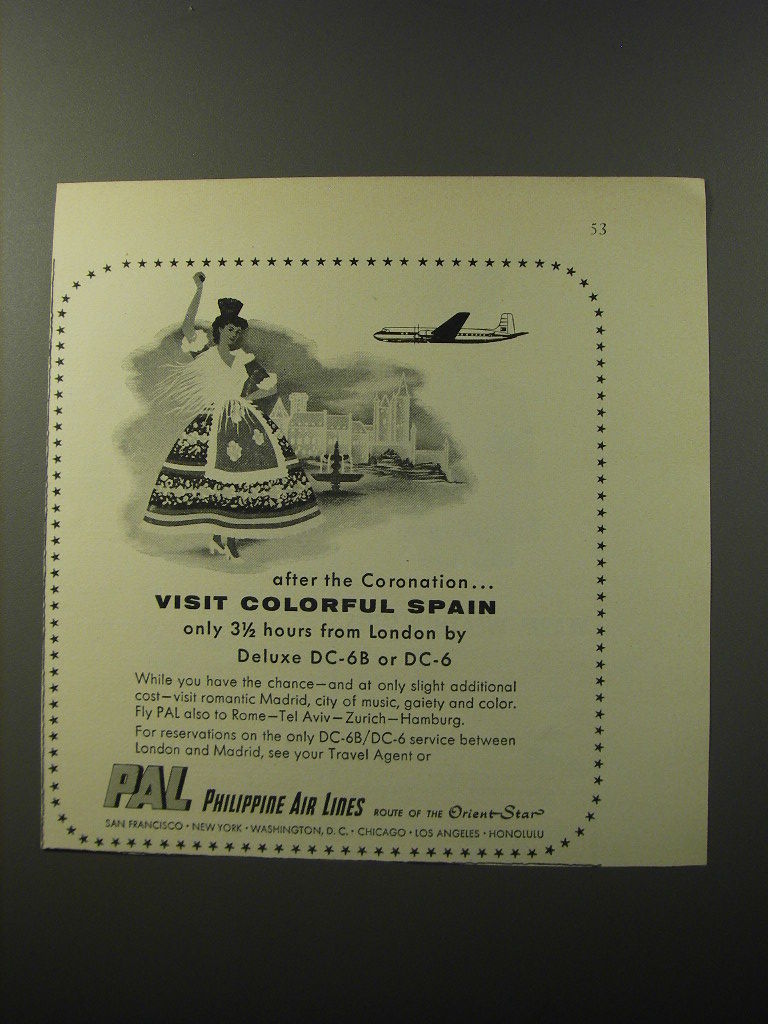 53
after the Coronation...
VISIT COLORFUL SPAIN
only 3½ hours from London by
Deluxe DC-6B or DC-6
While you have the chance—and at only slight additional
cost—visit romantic Madrid, city of music, gaiety and color.
Fly PAL also to Rome—Tel Aviv—Zurich—Hamburg.
For reservations on the only DC-6B/DC-6 service between
London and Madrid, see your Travel Agent or
PAL PHILIPPINE AIR LINES ROUTE OF THE Orient Star
SAN FRANCISCO • NEW YORK • WASHINGTON, D. C. • CHICAGO • LOS ANGELES • HONOLULU